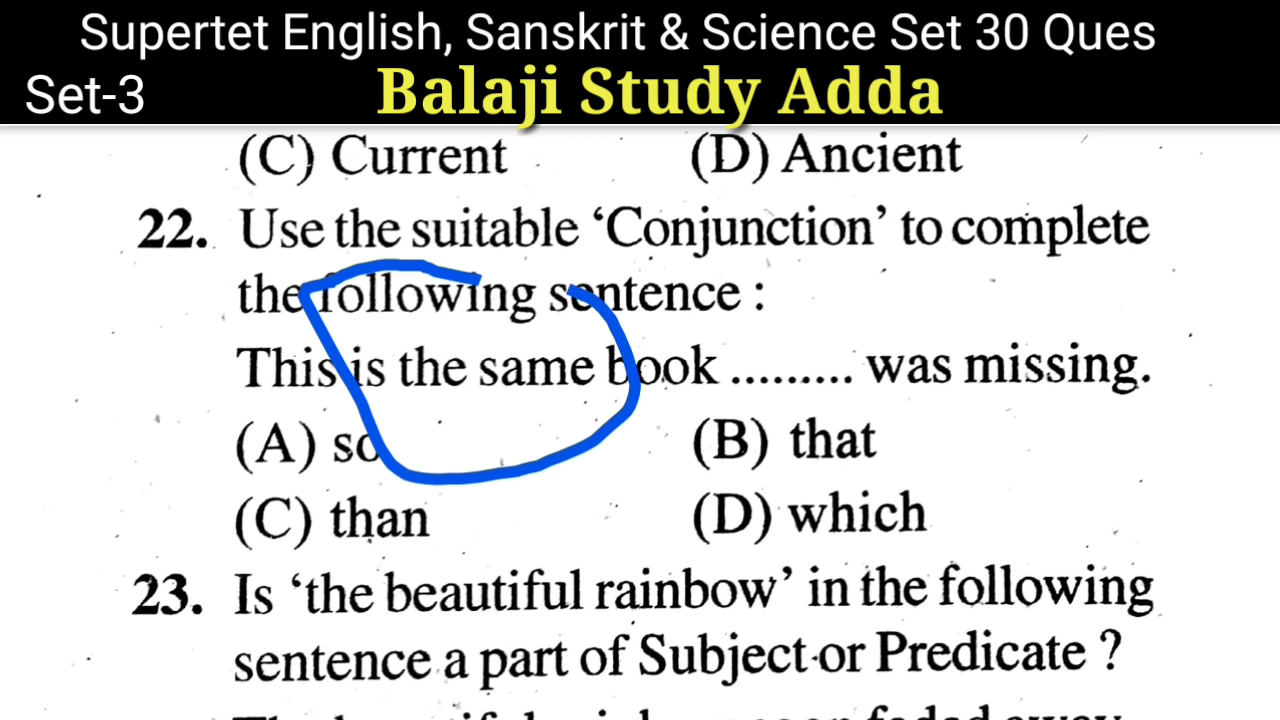 Supertet English, Sanskrit & Science Set 30 Ques
Set-3 Balaji Study Adda
(C) Current (D) Ancient
22. Use the suitable ‘Conjunction’ to complete
the following sentence :
This is the same book ......... was missing.
(A) so (B) that
(C) than (D) which
23. Is ‘the beautiful rainbow’ in the following
sentence a part of Subject or Predicate ?